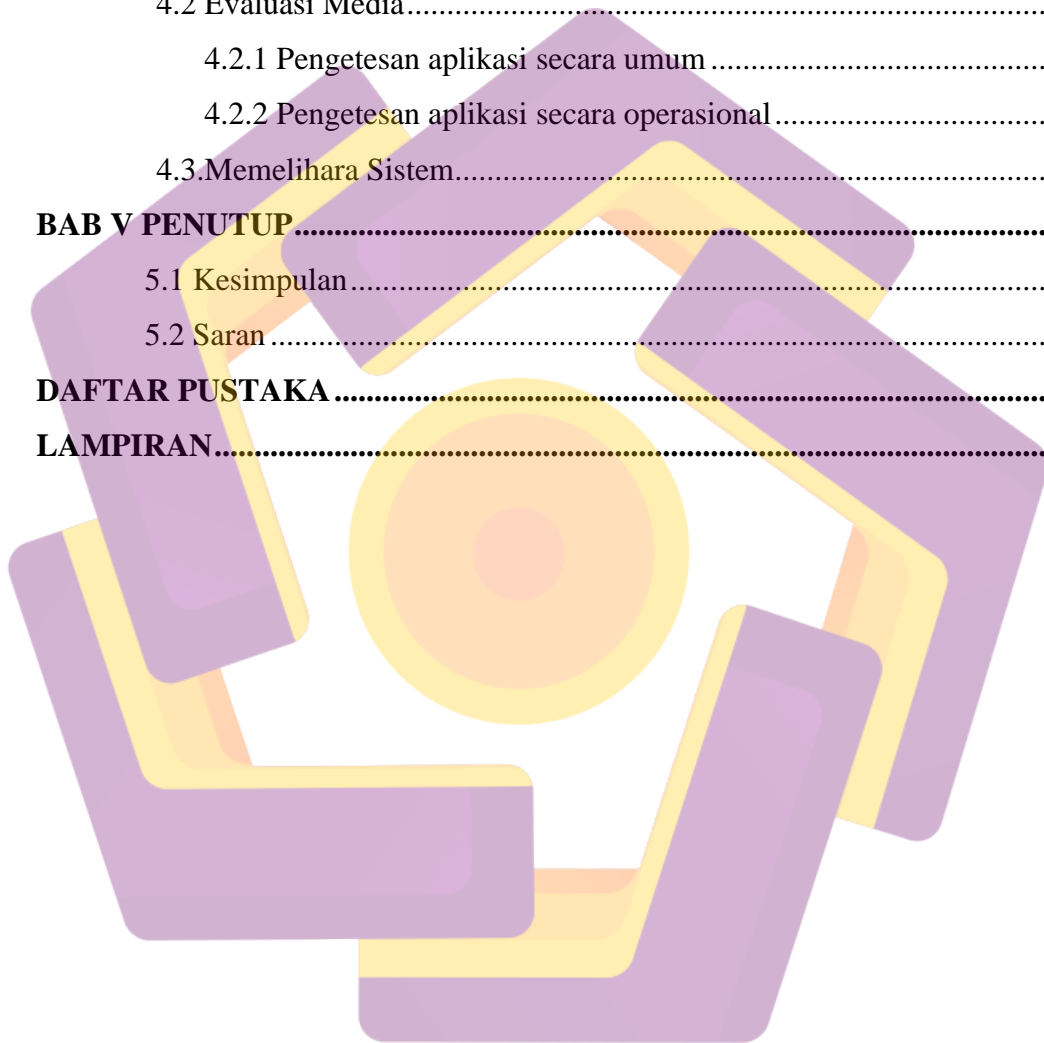 4.2 Evaluasi Media
4.2.1 Pengetesan aplikasi secara umum
4.2.2 Pengetesan aplikasi secara operasional
4.3.Memelihara Sistem
BAB V PENUTUP
5.1 Kesimpulan
5.2 Saran
DAFTAR PUSTAKA
LAMPIRAN